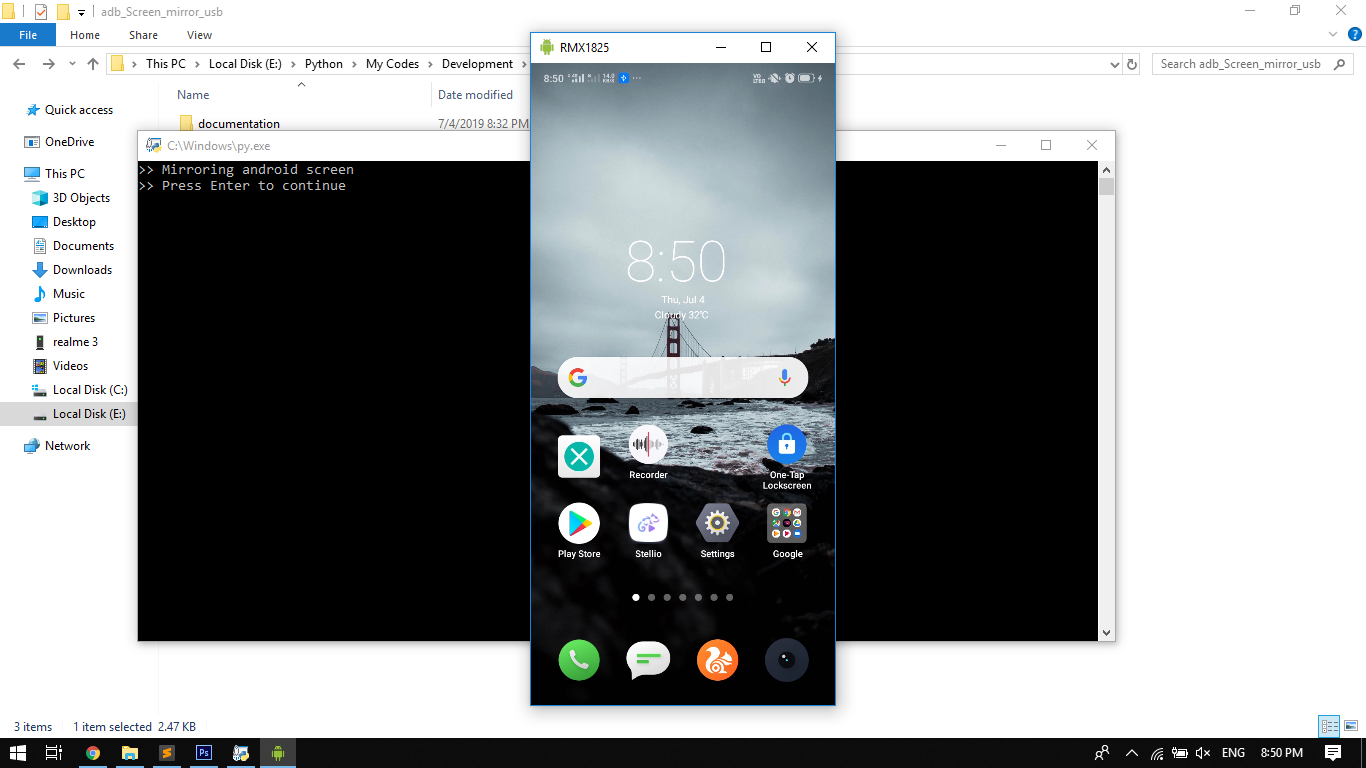 adb_Screen_mirror_usb
File Home Share View
This PC Local Disk (E:) Python My Codes Development
Search adb_Screen_mirror_usb
Quick access
OneDrive
This PC
3D Objects
Desktop
Documents
Downloads
Music
Pictures
realme 3
Videos
Local Disk (C:)
Local Disk (E:)
Network
Name Date modified
documentation 7/4/2019 8:32 PM
C:\Windows\py.exe
>> Mirroring android screen
>> Press Enter to continue
RMX1825
8:50
8:50
Thu, Jul 4
Cloudy 32°C
Recorder
One-Tap
Lockscreen
Play Store Stellio Settings Google
3 items 1 item selected 2.47 KB
Ps
ENG 8:50 PM